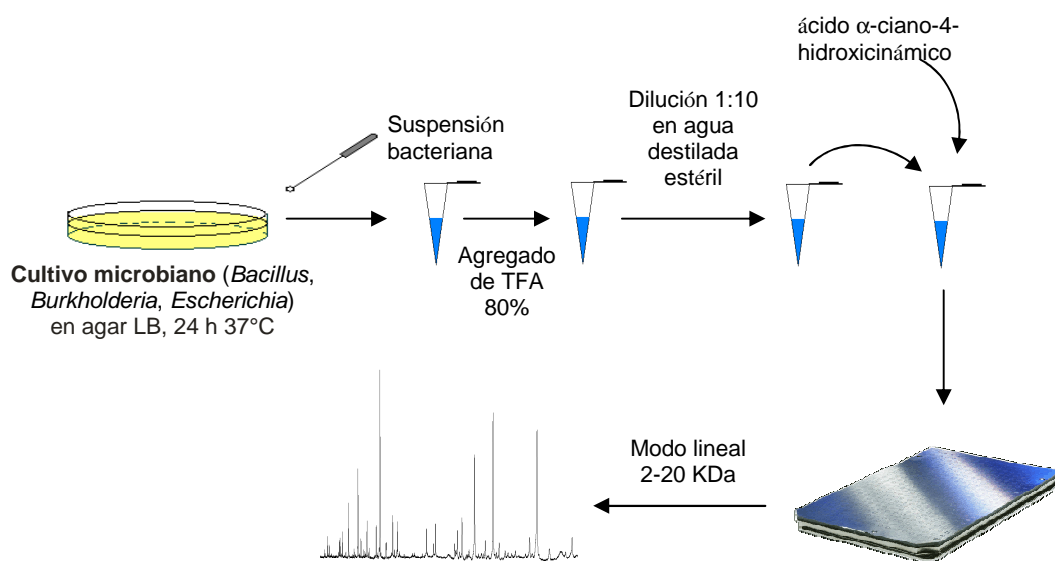 ácido α-ciano-4-
hidroxicinámico
Dilución 1:10
en agua
destilada
estéril
Suspensión
bacteriana
Agregado
de TFA
80%
Cultivo microbiano (Bacillus,
Burkholderia, Escherichia)
en agar LB, 24 h 37°C
Modo lineal
2-20 KDa